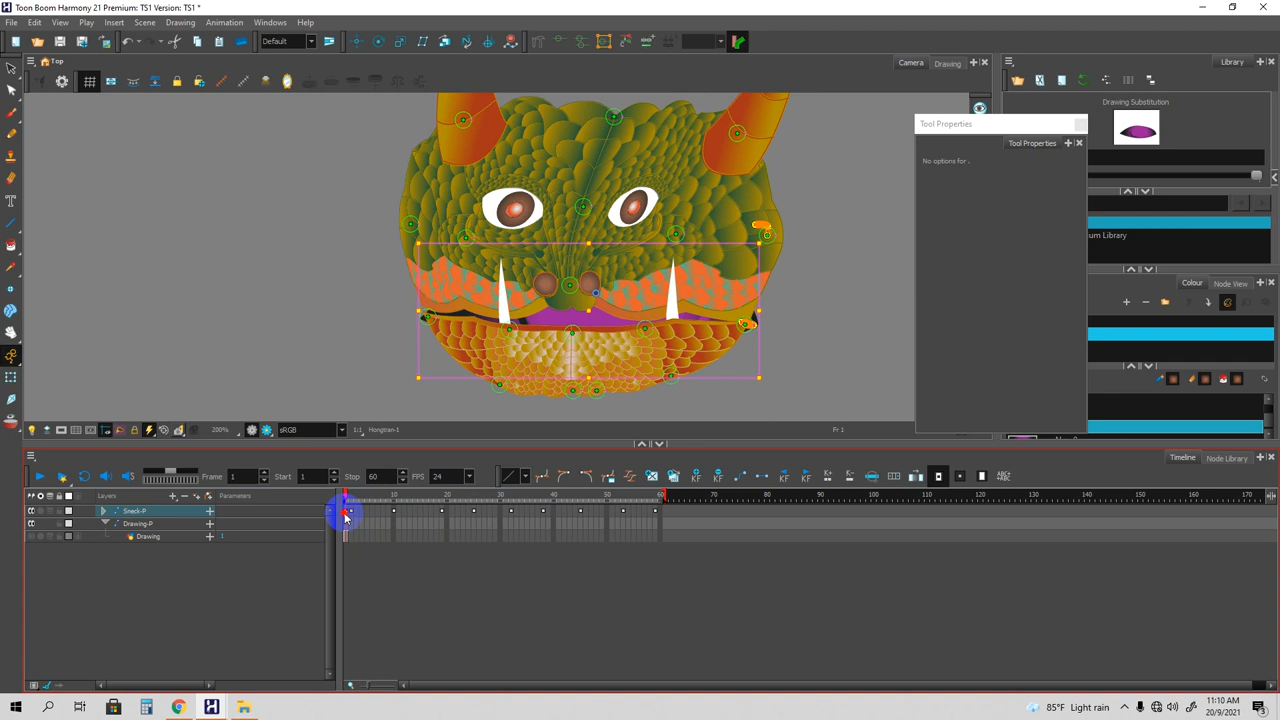 Toon Boom Harmony 21 Premium: TS1 Version: TS1 *
File Edit View Play Insert Scene Drawing Animation Windows Help
Default
Top
Camera
Drawing
Library
Drawing Substitution
Tool Properties
Tool Properties
No options for .
um Library
Colour
Node View
200%
sRGB
1:1
Hongtran-1
Fr 1
Timeline
Node Library
Frame 1 Start 1 Stop 60 FPS 24
Layers
Parameters
10 20 30 40 50 60 70 80 90 100 110 120 130 140 150 160 170
Sneck-P
Drawing-P
Drawing
1
85°F Light rain
11:10 AM
20/9/2021